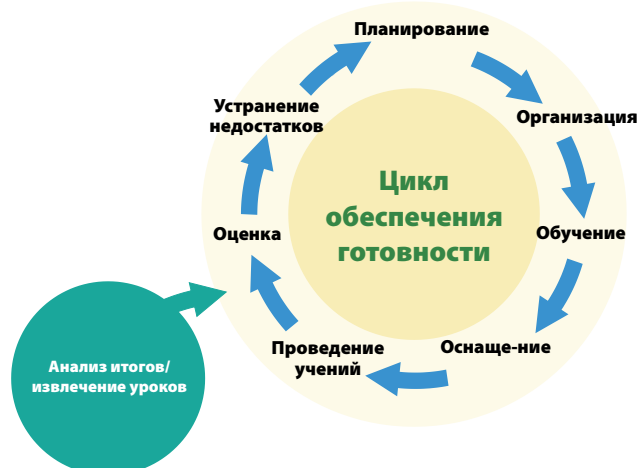 Планирование
Организация
Обучение
Оснаще-ние
Проведение
учений
Оценка
Устранение
недостатков
Цикл
обеспечения
готовности
Анализ итогов/
извлечение уроков